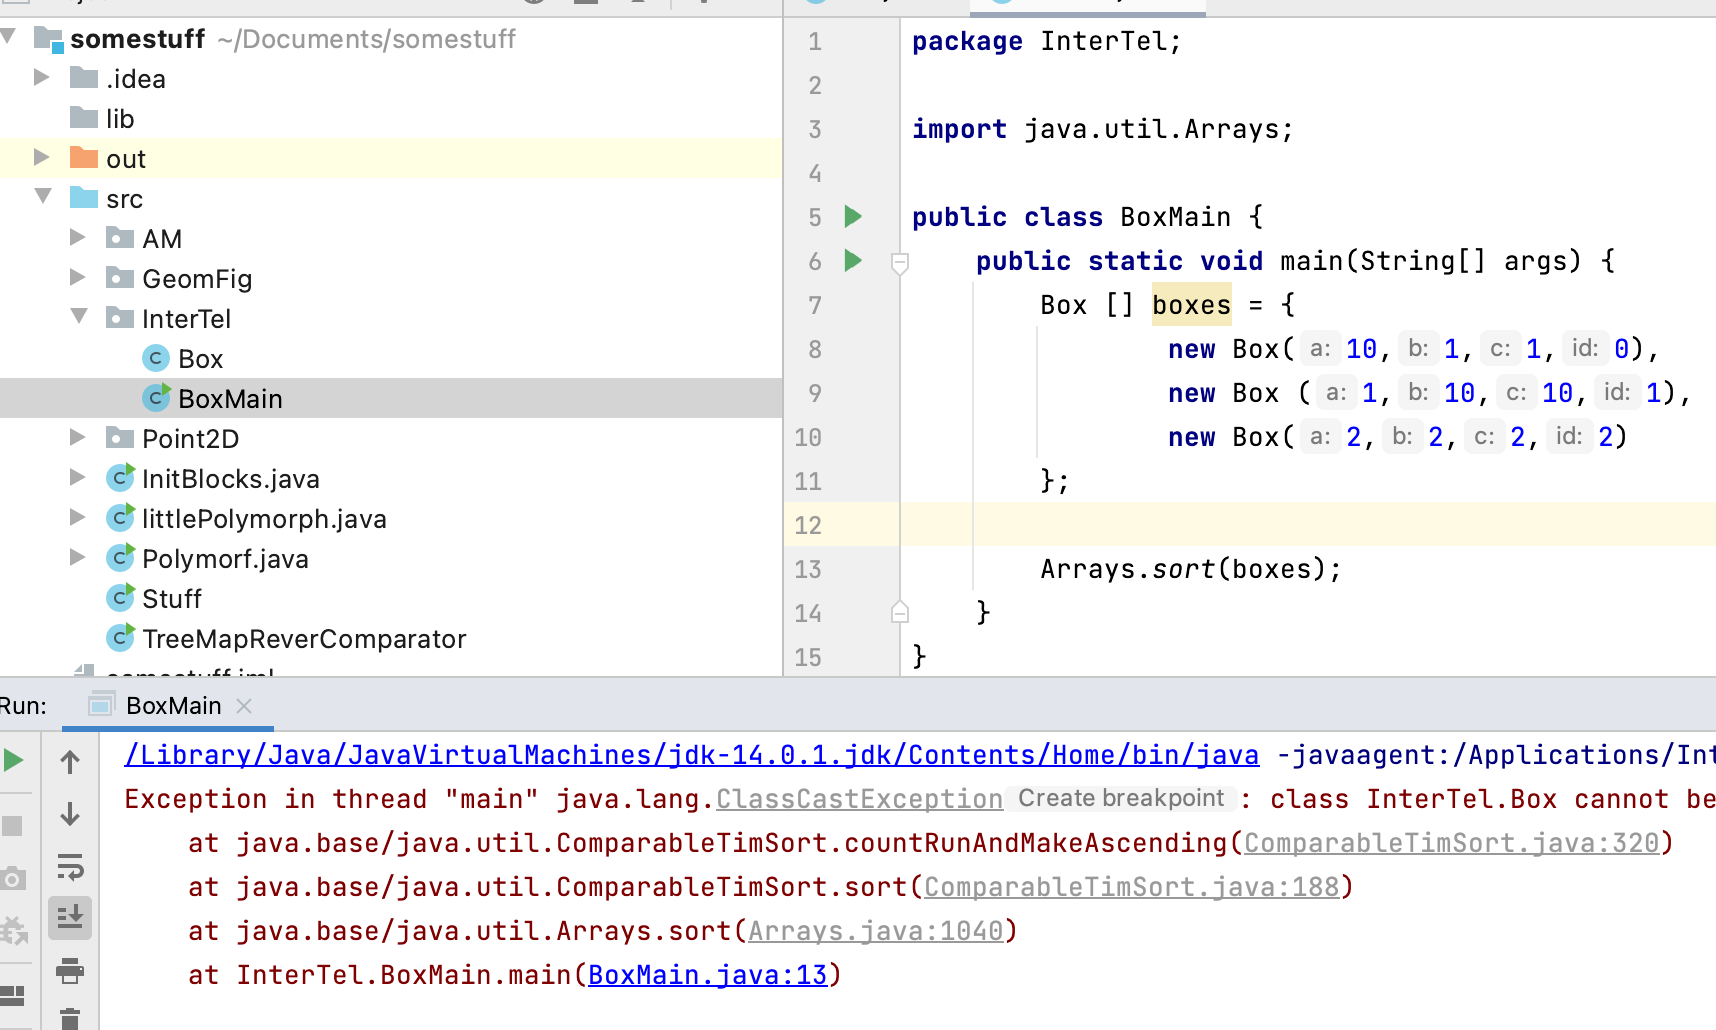 somestuff ~/Documents/somestuff
.idea
lib
out
src
AM
GeomFig
InterTel
Box
BoxMain
Point2D
InitBlocks.java
littlePolymorph.java
Polymorf.java
Stuff
TreeMapReverComparator
somestuff.iml
1 package InterTel;
2
3 import java.util.Arrays;
4
5 public class BoxMain {
6 public static void main(String[] args) {
7 Box [] boxes = {
8 new Box( a: 10, b: 1, c: 1, id: 0),
9 new Box ( a: 1, b: 10, c: 10, id: 1),
10 new Box( a: 2, b: 2, c: 2, id: 2)
11 };
12
13 Arrays.sort(boxes);
14 }
15 }
Run: BoxMain
/Library/Java/JavaVirtualMachines/jdk-14.0.1.jdk/Contents/Home/bin/java -javaagent:/Applications/Int
Exception in thread "main" java.lang.ClassCastException Create breakpoint : class InterTel.Box cannot be
at java.base/java.util.ComparableTimSort.countRunAndMakeAscending(ComparableTimSort.java:320)
at java.base/java.util.ComparableTimSort.sort(ComparableTimSort.java:188)
at java.base/java.util.Arrays.sort(Arrays.java:1040)
at InterTel.BoxMain.main(BoxMain.java:13)